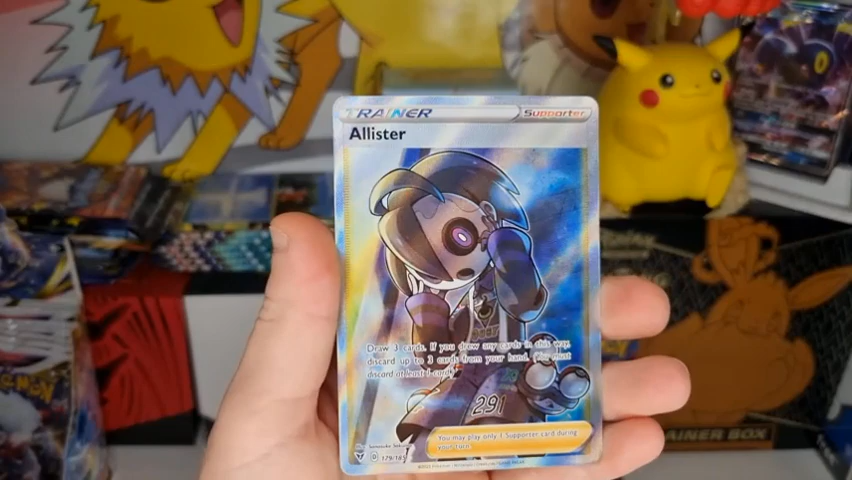 TRAINER Supporter
Allister
Draw 3 cards. If you drew any cards in this way,
discard up to 3 cards from your hand. (You must
discard at least 1 card.)
291
You may play only 1 Supporter card during
your turn.
179/185
AINER BOX